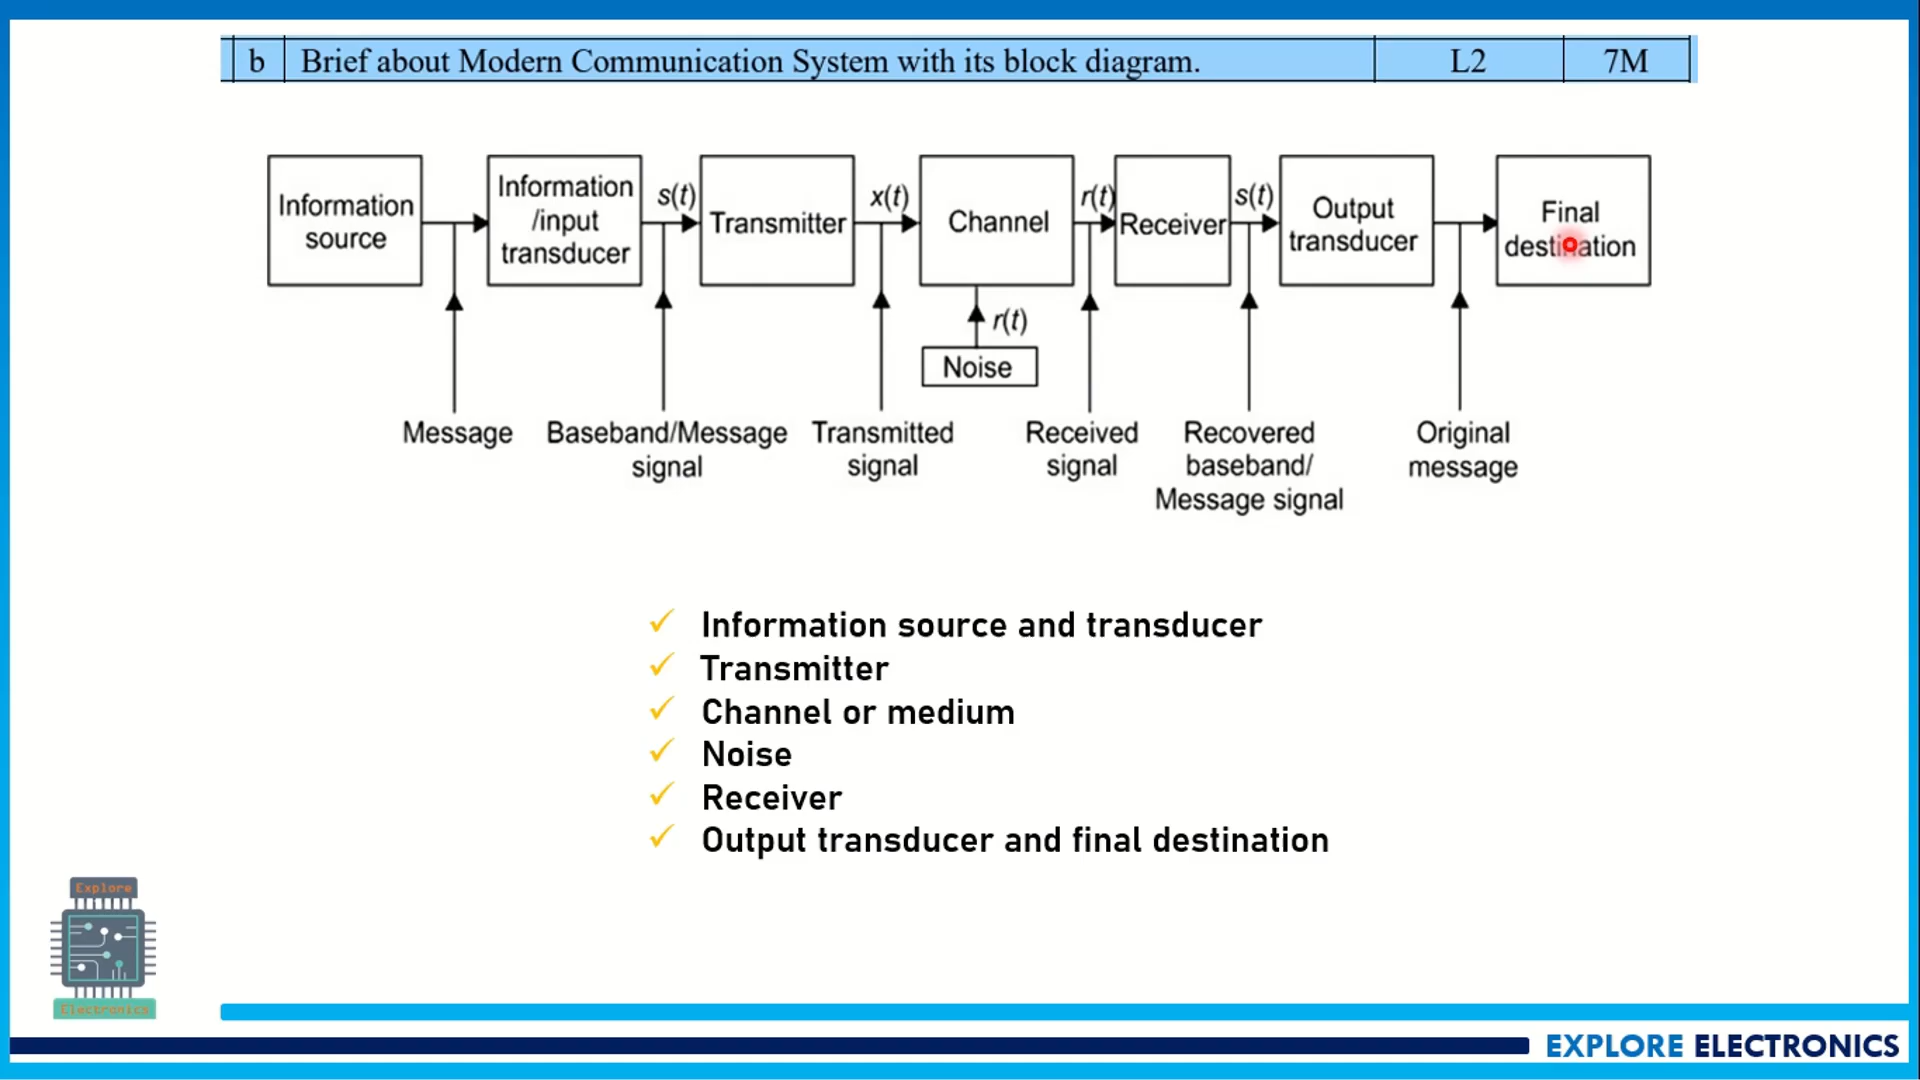 b Brief about Modern Communication System with its block diagram. L2 7M
Information
source
Information
/input
transducer
s(t)
Transmitter
x(t)
Channel
r(t)
Receiver
s(t)
Output
transducer
Final
destination
r(t)
Noise
Message
Baseband/Message
signal
Transmitted
signal
Received
signal
Recovered
baseband/
Message signal
Original
message
✓ Information source and transducer
✓ Transmitter
✓ Channel or medium
✓ Noise
✓ Receiver
✓ Output transducer and final destination
Explore
Electronics
EXPLORE ELECTRONICS